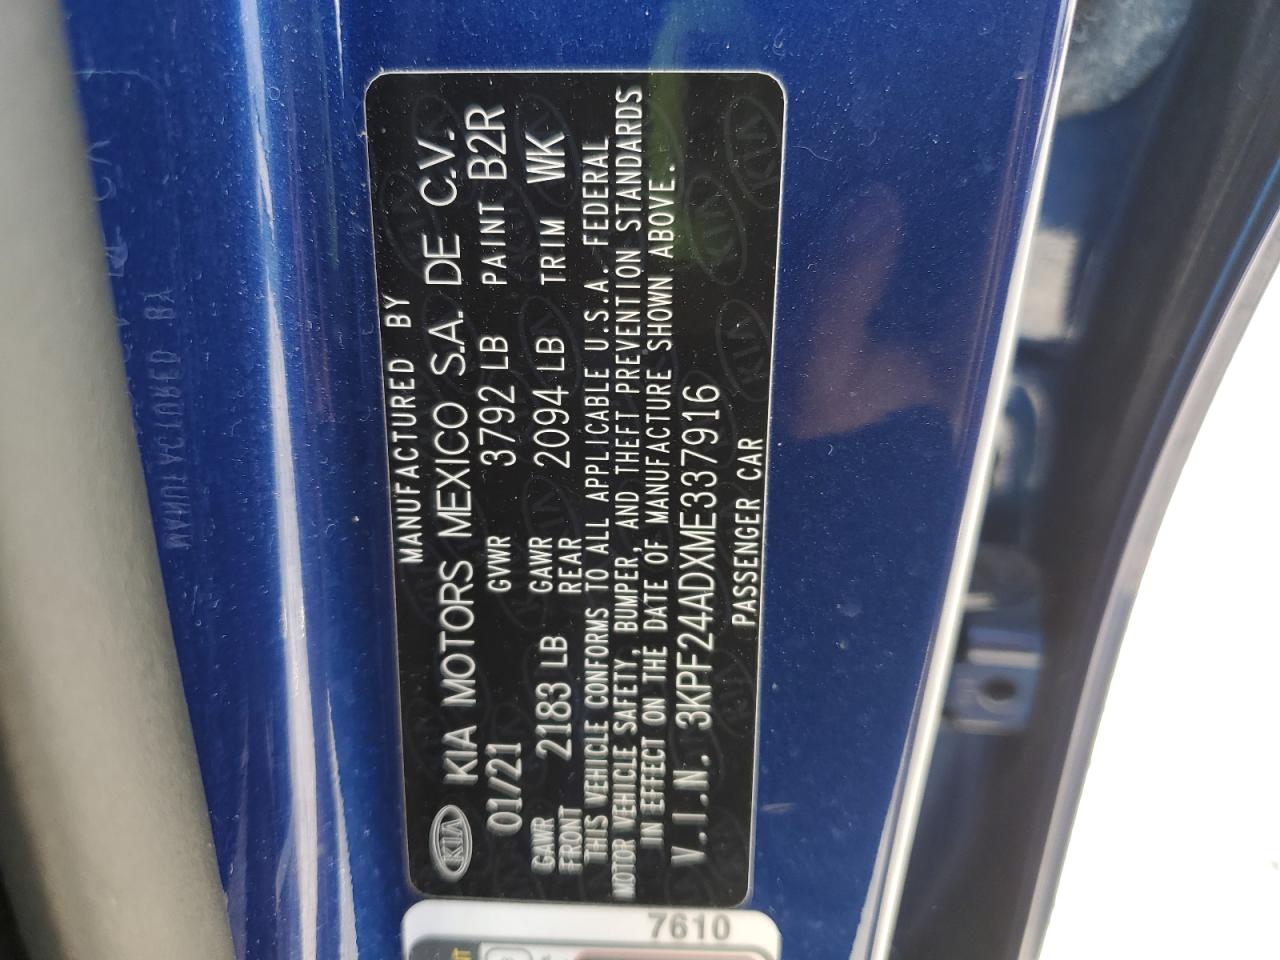 MANUFACTURED BY
KIA KIA MOTORS MEXICO S.A. DE C.V.
01/21 GVWR 3792 LB PAINT B2R
GAWR FRONT 2183 LB GAWR REAR 2094 LB TRIM WK
THIS VEHICLE CONFORMS TO ALL APPLICABLE U.S.A. FEDERAL
MOTOR VEHICLE SAFETY, BUMPER, AND THEFT PREVENTION STANDARDS
IN EFFECT ON THE DATE OF MANUFACTURE SHOWN ABOVE.
V.I.N. 3KPF24ADXME337916
PASSENGER CAR
7610